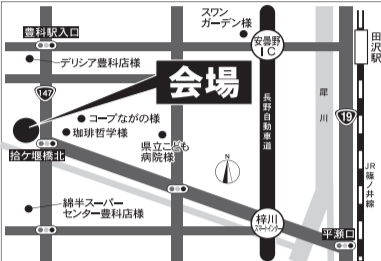 スワン
ガーデン様
田沢駅
豊科駅入口
安曇野
IC
デリシア豊科店様
会場
147
長野自動車道
犀川
19
コープながの様
珈琲哲学様
県立こども
病院様
N
拾ケ堰橋北
JR篠ノ井線
綿半スーパー
センター豊科店様
梓川
スマートインター
平瀬口